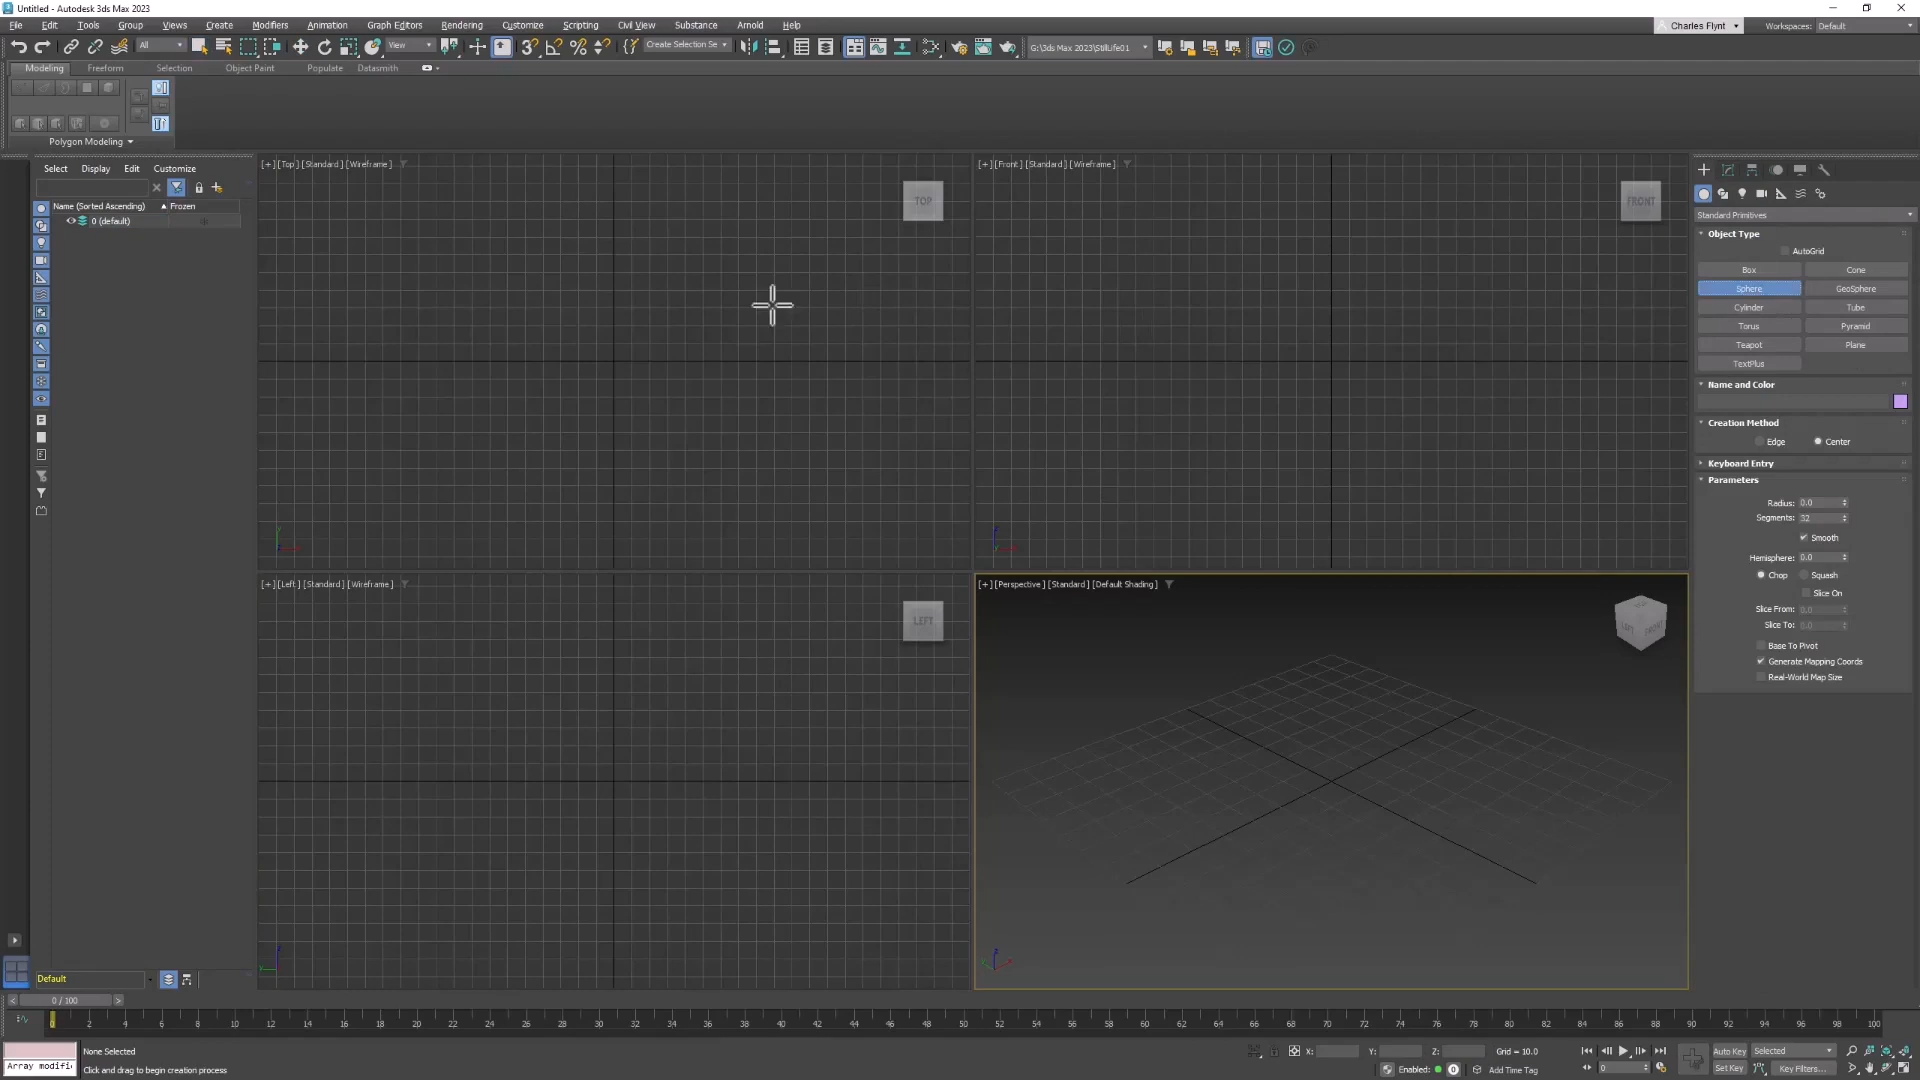 Untitled - Autodesk 3ds Max 2023
File Edit Tools Group Views Create Modifiers Animation Graph Editors Rendering Customize Scripting Civil View Substance Arnold Help
Charles Flynt
Workspaces: Default
All
View
Create Selection Se
G:\3ds Max 2023\StillLife01
Modeling Freeform Selection Object Paint Populate Datasmith
Polygon Modeling
Select Display Edit Customize
Name (Sorted Ascending) Frozen
0 (default)
[+] [Top] [Standard] [Wireframe]
TOP
[+] [Front] [Standard] [Wireframe]
FRONT
[+] [Left] [Standard] [Wireframe]
LEFT
[+] [Perspective] [Standard] [Default Shading]
LEFT FRONT
Standard Primitives
Object Type
AutoGrid
Box Cone
Sphere GeoSphere
Cylinder Tube
Torus Pyramid
Teapot Plane
TextPlus
Name and Color
Creation Method
Edge Center
Keyboard Entry
Parameters
Radius: 0.0
Segments: 32
Smooth
Hemisphere: 0.0
Chop Squash
Slice On
Slice From: 0.0
Slice To: 0.0
Base To Pivot
Generate Mapping Coords
Real-World Map Size
Default
< 0 / 100 >
0 2 4 6 8 10 12 14 16 18 20 22 24 26 28 30 32 34 36 38 40 42 44 46 48 50 52 54 56 58 60 62 64 66 68 70 72 74 76 78 80 82 84 86 88 90 92 94 96 98 100
None Selected
Array modifi
Click and drag to begin creation process
X: Y: Z: Grid = 10.0
Enabled: 0 Add Time Tag
0
Auto Key Selected
Set Key Key Filters...